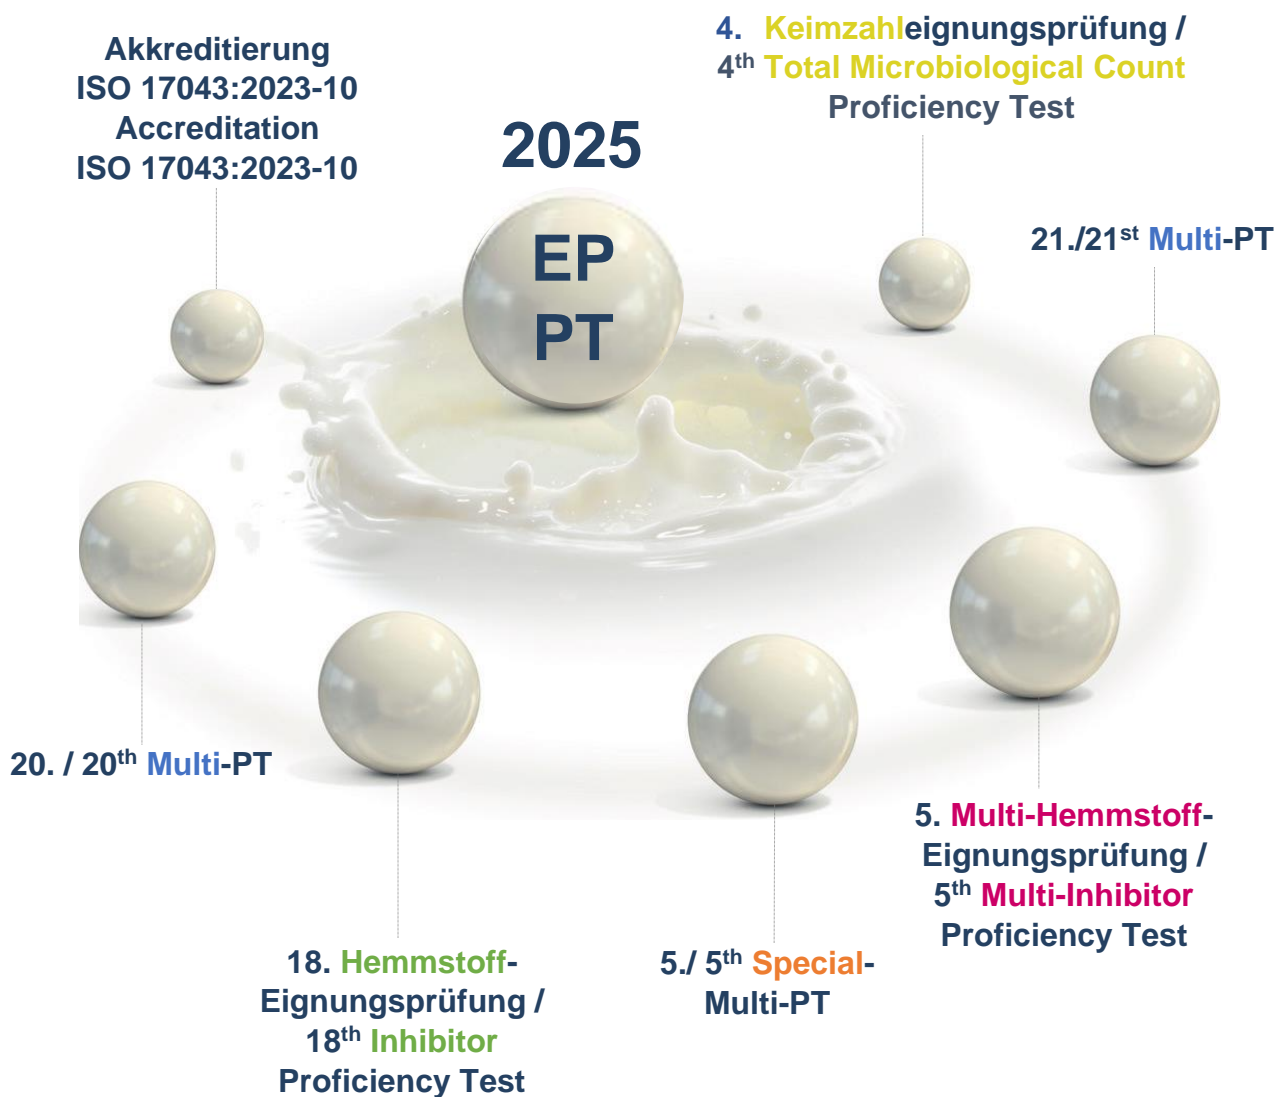 Akkreditierung
ISO 17043:2023-10
Accreditation
ISO 17043:2023-10
2025
EP
PT
4. Keimzahleignungsprüfung /
4th Total Microbiological Count
Proficiency Test
21./21st Multi-PT
20. / 20th Multi-PT
18. Hemmstoff-
Eignungsprüfung /
18th Inhibitor
Proficiency Test
5./ 5th Special-
Multi-PT
5. Multi-Hemmstoff-
Eignungsprüfung /
5th Multi-Inhibitor
Proficiency Test